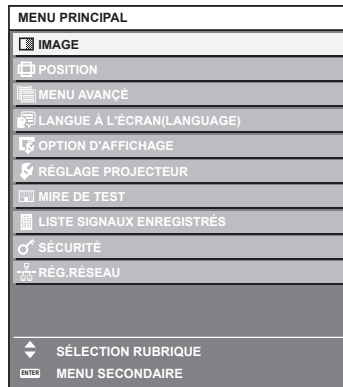 MENU PRINCIPAL
IMAGE
POSITION
MENU AVANÇÉ
LANGUE À L'ÉCRAN(LANGUAGE)
OPTION D'AFFICHAGE
RÉGLAGE PROJECTEUR
MIRE DE TEST
LISTE SIGNAUX ENREGISTRÉS
SÉCURITÉ
RÉG.RÉSEAU
SÉLECTION RUBRIQUE
ENTER MENU SECONDAIRE